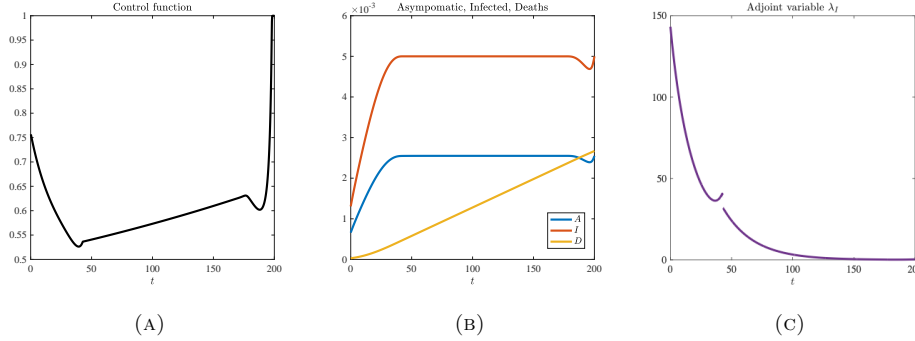 Control function
1
0.95
0.9
0.85
0.8
0.75
0.7
0.65
0.6
0.55
0.5
0 50 100 150 200
t
(A)
×10⁻³ Asympomatic, Infected, Deaths
6
5
4
3
2
1
0
0 50 100 150 200
t
A
I
D
(B)
Adjoint variable λ_I
150
100
50
0
0 50 100 150 200
t
(C)